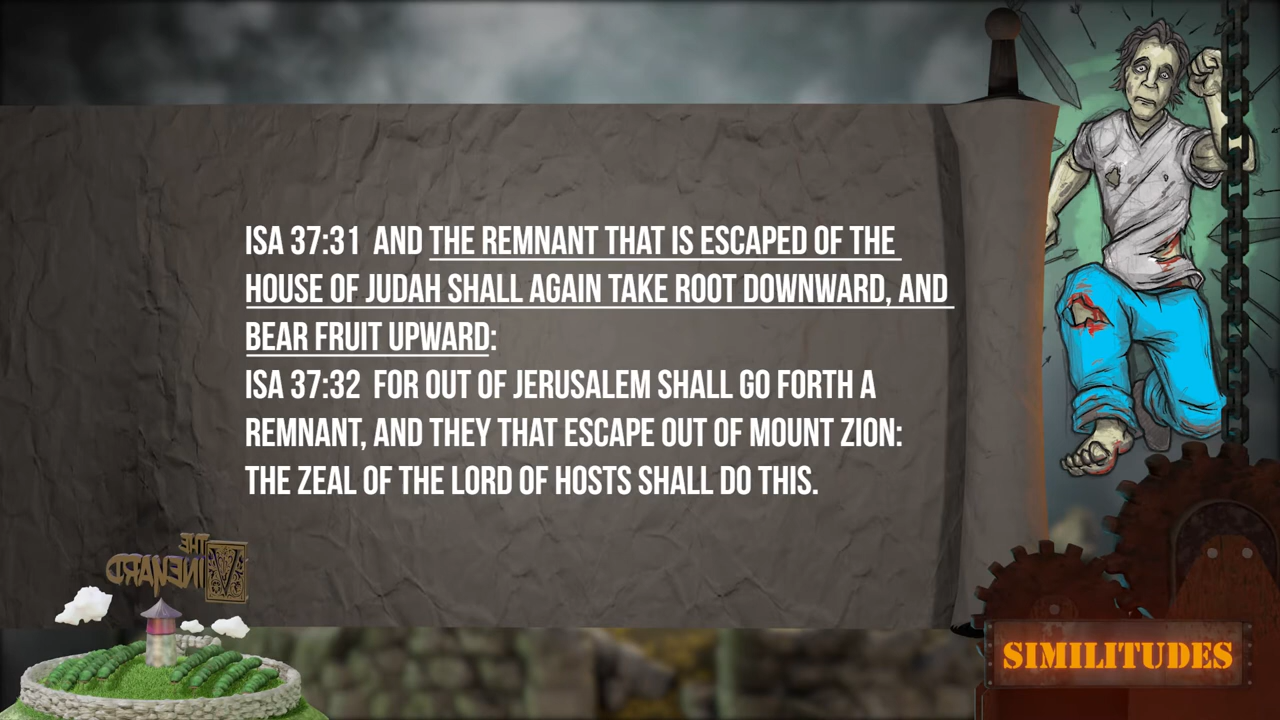 ISA 37:31 AND THE REMNANT THAT IS ESCAPED OF THE
HOUSE OF JUDAH SHALL AGAIN TAKE ROOT DOWNWARD, AND
BEAR FRUIT UPWARD:
ISA 37:32 FOR OUT OF JERUSALEM SHALL GO FORTH A
REMNANT, AND THEY THAT ESCAPE OUT OF MOUNT ZION:
THE ZEAL OF THE LORD OF HOSTS SHALL DO THIS.
THE
VINEYARD
SIMILITUDES